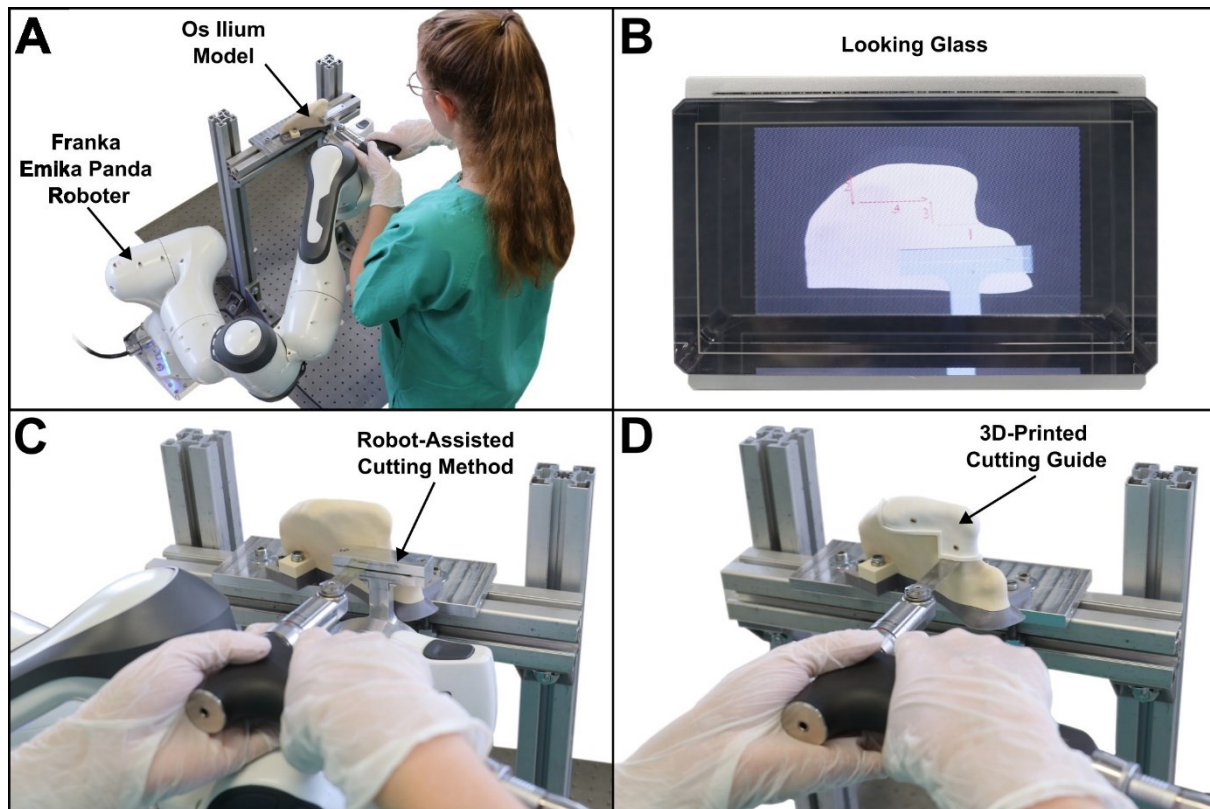 A
Os Ilium
Model
Franka
Emika Panda
Roboter
B
Looking Glass
C
Robot-Assisted
Cutting Method
D
3D-Printed
Cutting Guide